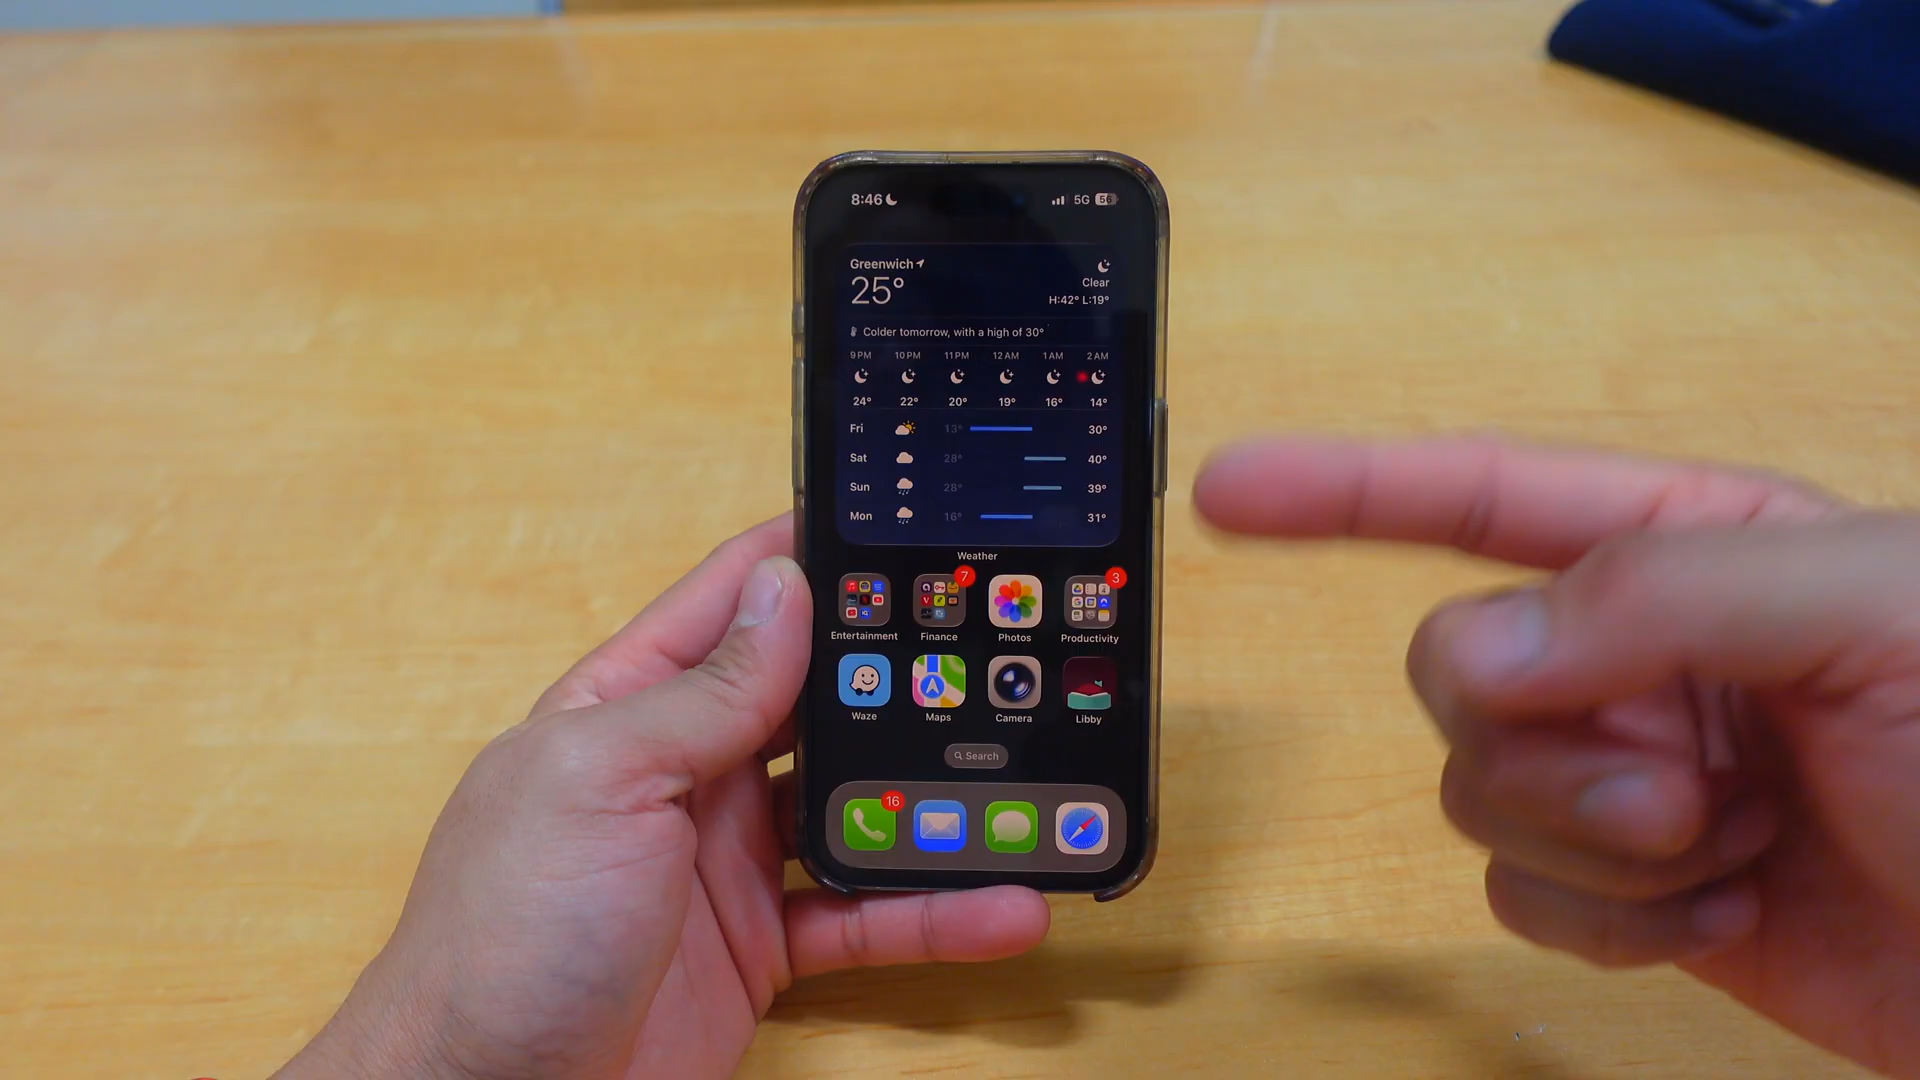 8:46 5G 56
Greenwich
25°
Clear
H:42° L:19°
Colder tomorrow, with a high of 30°
9 PM 10 PM 11 PM 12 AM 1 AM 2 AM
24° 22° 20° 19° 16° 14°
Fri 13° 30°
Sat 28° 40°
Sun 28° 39°
Mon 16° 31°
Weather
7 3
Entertainment Finance Photos Productivity
Waze Maps Camera Libby
Search
16